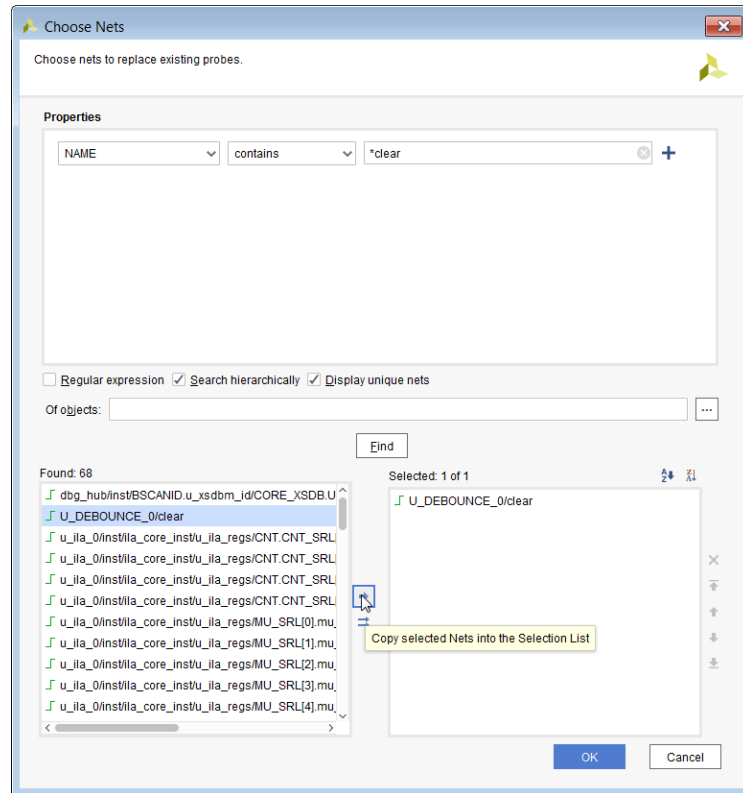 Choose Nets
Choose nets to replace existing probes.
Properties
NAME contains *clear
Regular expression Search hierarchically Display unique nets
Of objects: ...
Find
Found: 68
dbg_hub/inst/BSCANID.u_xsdbm_id/CORE_XSDB.U
U_DEBOUNCE_0/clear
u_ila_0/inst/ila_core_inst/u_ila_regs/CNT.CNT_SRL
u_ila_0/inst/ila_core_inst/u_ila_regs/CNT.CNT_SRL
u_ila_0/inst/ila_core_inst/u_ila_regs/CNT.CNT_SRL
u_ila_0/inst/ila_core_inst/u_ila_regs/CNT.CNT_SRL
u_ila_0/inst/ila_core_inst/u_ila_regs/MU_SRL[0].mu_
u_ila_0/inst/ila_core_inst/u_ila_regs/MU_SRL[1].mu_
u_ila_0/inst/ila_core_inst/u_ila_regs/MU_SRL[2].mu_
u_ila_0/inst/ila_core_inst/u_ila_regs/MU_SRL[3].mu_
u_ila_0/inst/ila_core_inst/u_ila_regs/MU_SRL[4].mu_
Selected: 1 of 1
U_DEBOUNCE_0/clear
Copy selected Nets into the Selection List
OK Cancel